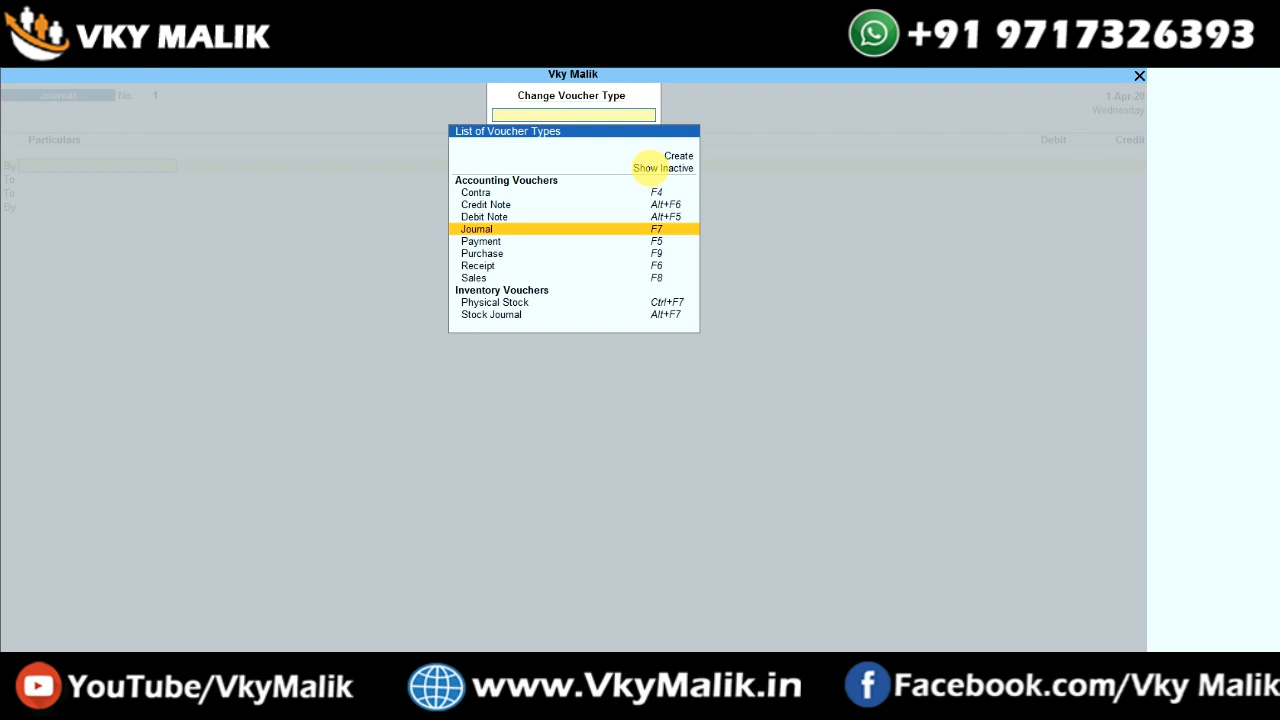 VKY MALIK
+91 9717326393
Vky Malik
Journal No. 1
1-Apr-20
Wednesday
Change Voucher Type
List of Voucher Types
Particulars
Debit Credit
Create
Show Inactive
By
To
To
By
Accounting Vouchers
Contra F4
Credit Note Alt+F6
Debit Note Alt+F5
Journal F7
Payment F5
Purchase F9
Receipt F6
Sales F8
Inventory Vouchers
Physical Stock Ctrl+F7
Stock Journal Alt+F7
YouTube/VkyMalik
www.VkyMalik.in
Facebook.com/Vky Malik